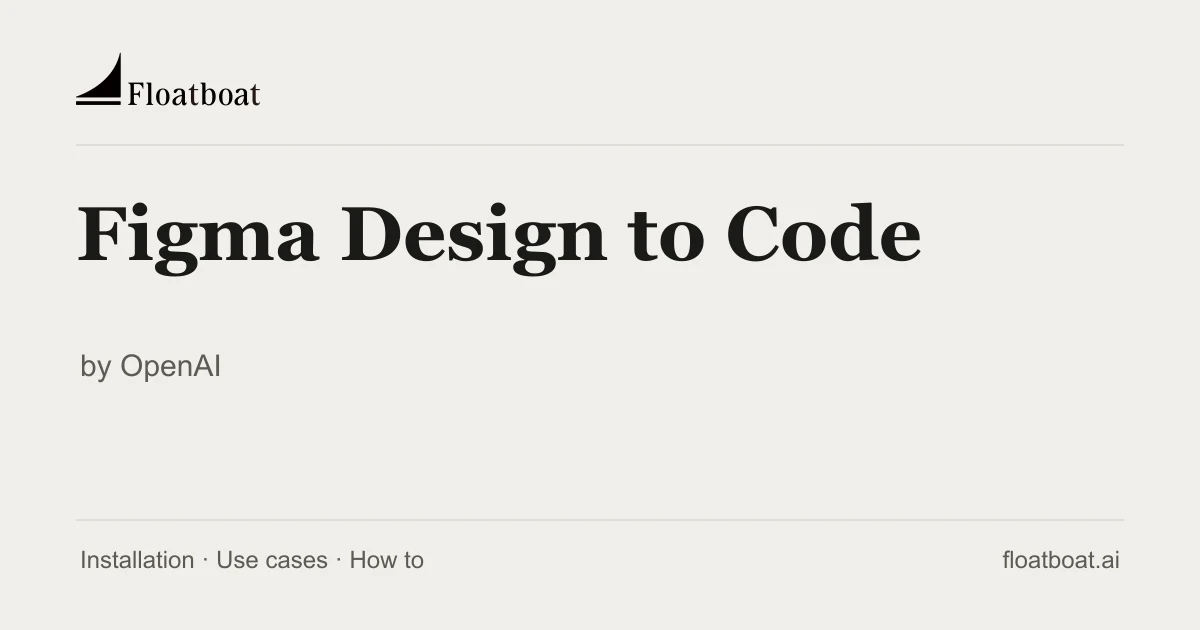 Floatboat
Figma Design to Code
by OpenAI
Installation · Use cases · How to
floatboat.ai